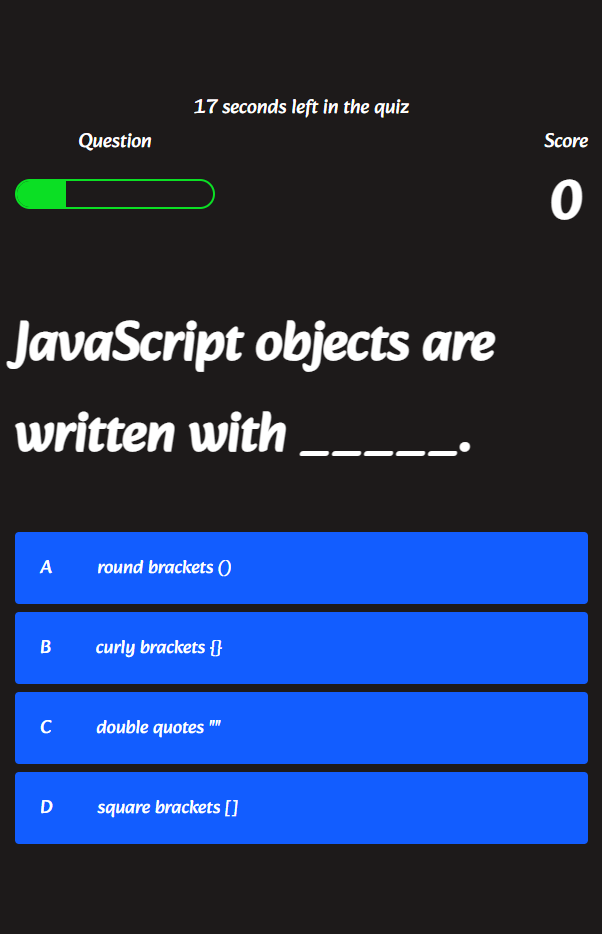 17 seconds left in the quiz
Question Score
0
JavaScript objects are
written with _____.
A round brackets ()
B curly brackets {}
C double quotes ""
D square brackets []